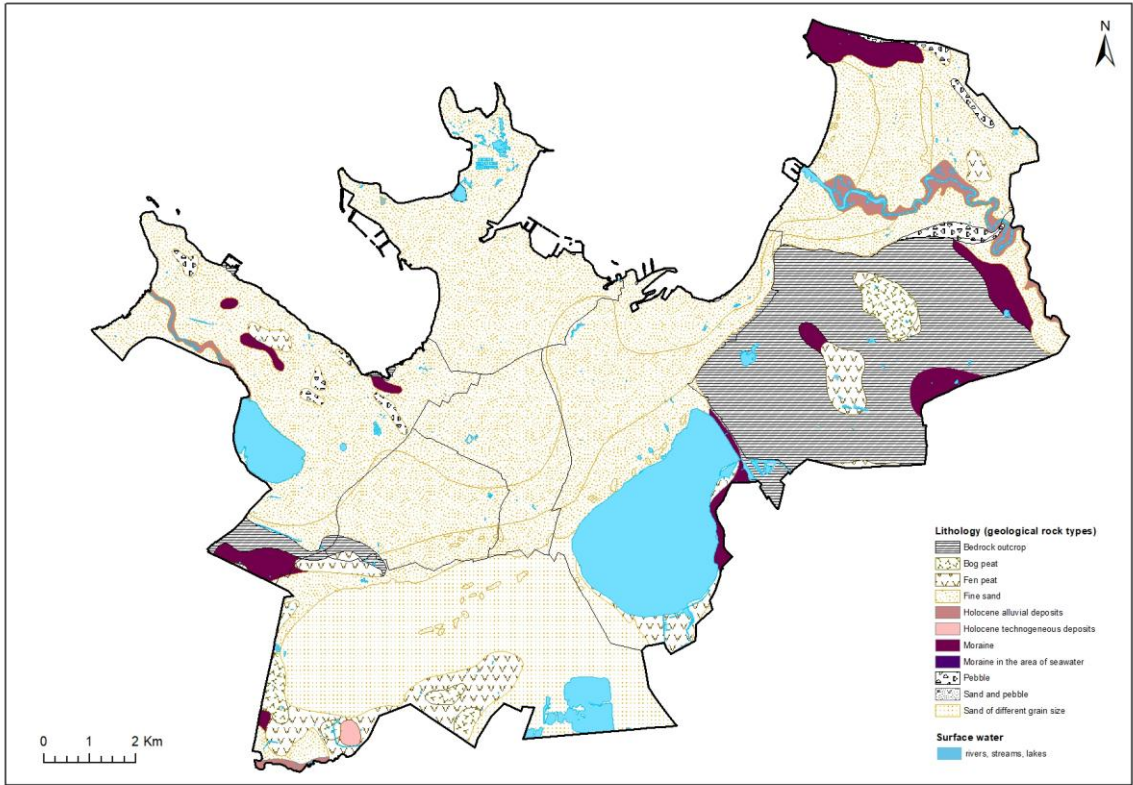 N
Lithology (geological rock types)
Bedrock outcrop
Bog peat
Fen peat
Fine sand
Holocene alluvial deposits
Holocene technogeneous deposits
Moraine
Moraine in the area of seawater
Pebble
Sand and pebble
Sand of different grain size
Surface water
rivers, streams, lakes
0 1 2 Km